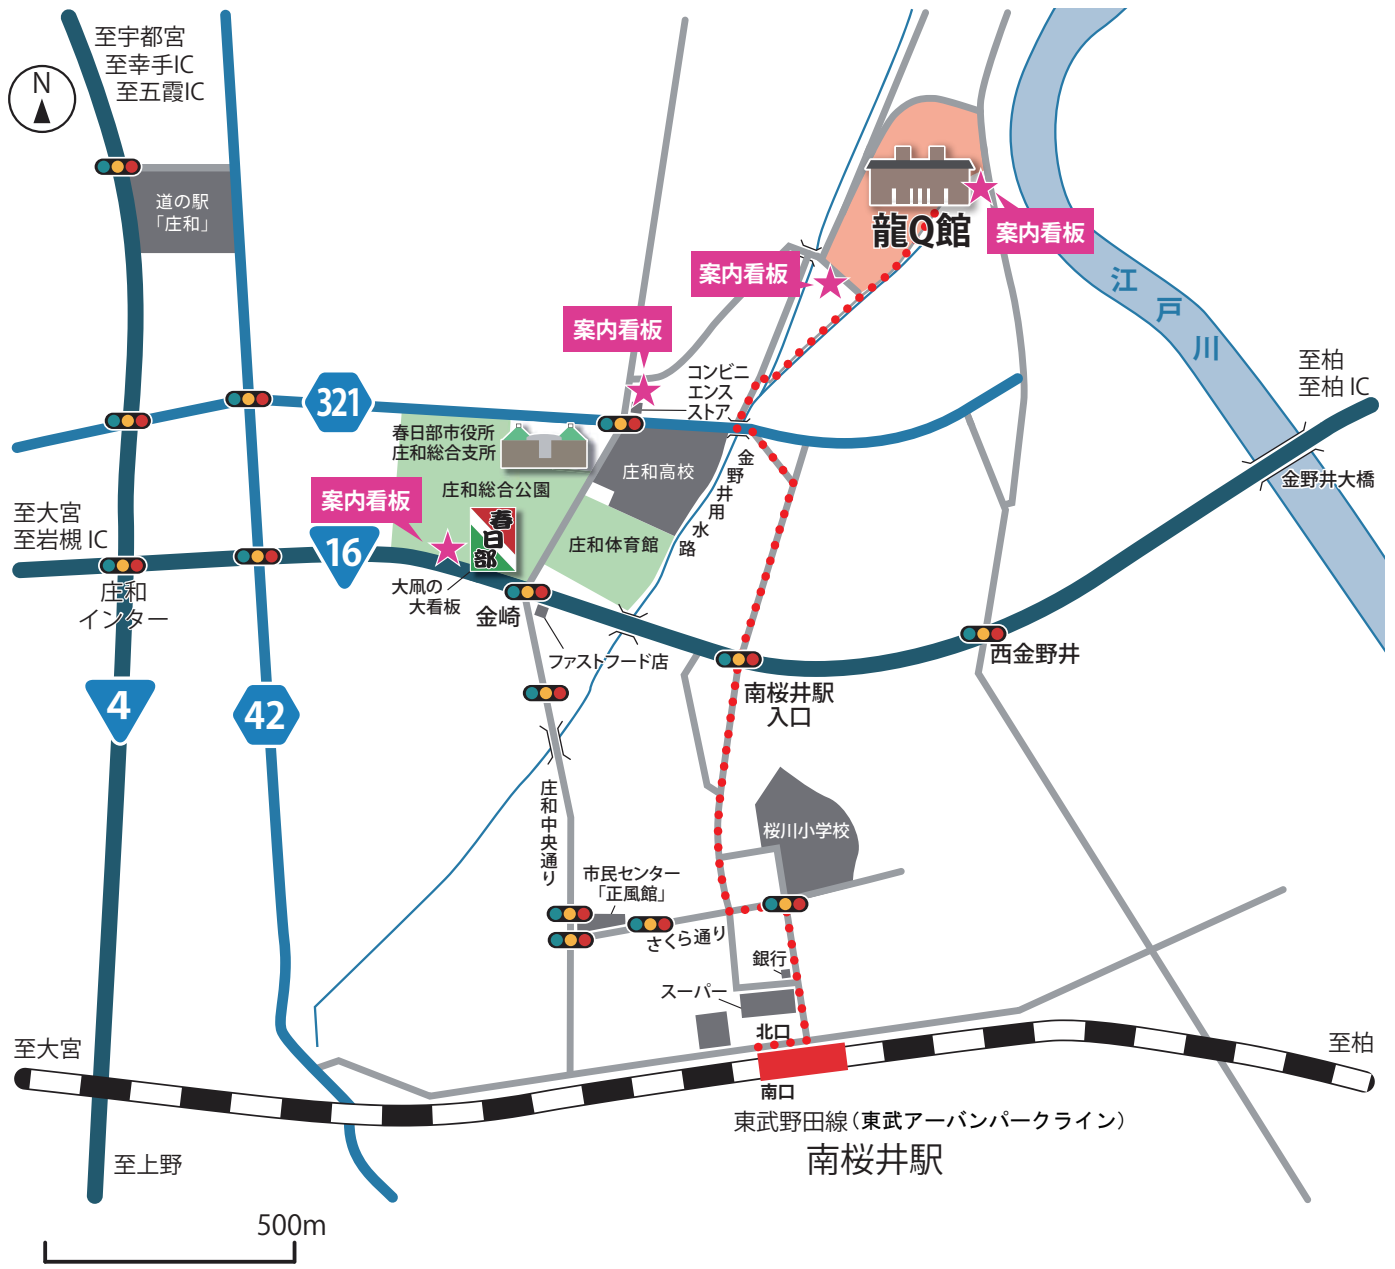 至宇都宮
至幸手IC
至五霞IC
N
道の駅
「庄和」
龍Q館
案内看板
案内看板
案内看板
江戸川
至柏
至柏 IC
コンビニ
エンス
ストア
321
春日部市役所
庄和総合支所
庄和高校
金野井用水路
金野井大橋
庄和総合公園
案内看板
至大宮
至岩槻 IC
16
春日部
庄和体育館
大凧の
大看板
庄和
インター
金崎
ファストフード店
西金野井
南桜井駅
入口
4
42
庄和中央通り
桜川小学校
市民センター
「正風館」
さくら通り
銀行
スーパー
北口
至大宮
至柏
南口
東武野田線（東武アーバンパークライン）
南桜井駅
至上野
500m